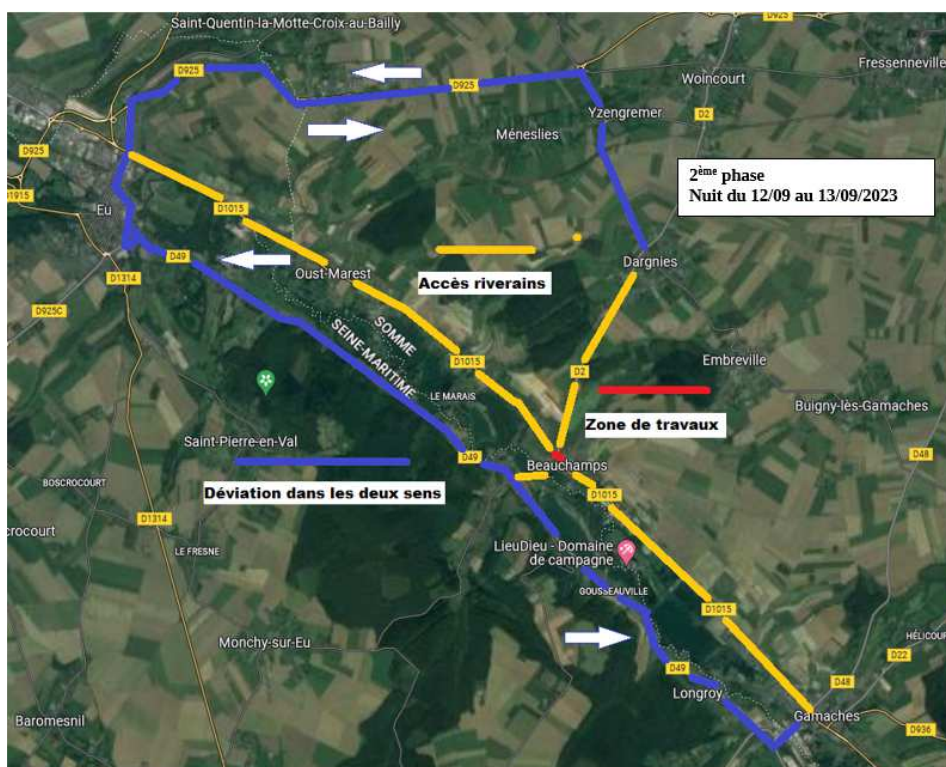 Saint-Quentin-la-Motte-Croix-au-Bailly
D925
Fressenneville
D925
Woincourt
D925
D2
Yzengremer
Méneslies
D925
D925
2ème phase
Nuit du 12/09 au 13/09/2023
D1915
Eu
D1015
D49
Dargnies
Oust-Marest
Accès riverains
D1314
D925C
SOMME
SEINE-MARITIME
D1015
Embreville
D2
LE MARAIS
Buigny-lès-Gamaches
Zone de travaux
Saint-Pierre-en-Val
D49
Beauchamps
D48
BOSCROCOURT
Déviation dans les deux sens
D1015
D1314
crocourt
LE FRESNE
LieuDieu - Domaine
de campagne
GOUSSEAUVILLE
D1015
Monchy-sur-Eu
HÉLICOUR
D22
D49
D48
Longroy
Baromesnil
Gamaches
D936